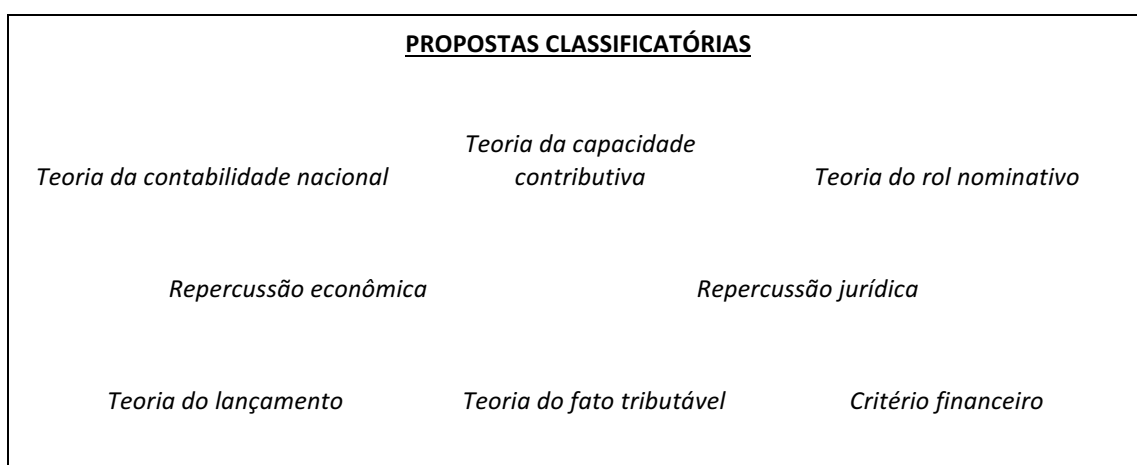 PROPOSTAS CLASSIFICATÓRIAS
Teoria da contabilidade nacional
Teoria da capacidade
contributiva
Teoria do rol nominativo
Repercussão econômica
Repercussão jurídica
Teoria do lançamento
Teoria do fato tributável
Critério financeiro